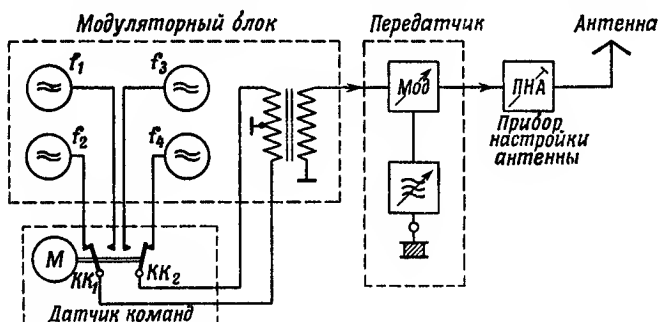 Модуляторный блок
Передатчик
Антенна
f₁
f₃
f₂
f₄
Мод
ПНА
Прибор
настройки
антенны
М
КК₁
КК₂
Датчик команд